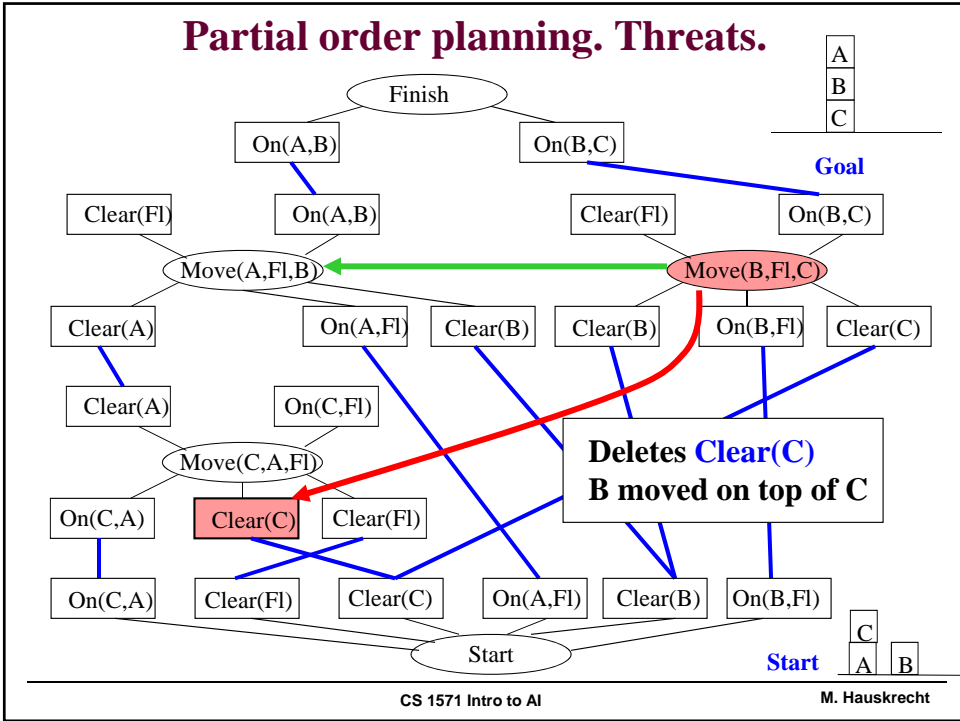 Partial order planning. Threats.
A
B
C
Finish
On(A,B)
On(B,C)
Goal
Clear(Fl)
On(A,B)
Clear(Fl)
On(B,C)
Move(A,Fl,B)
Move(B,Fl,C)
Clear(A)
On(A,Fl)
Clear(B)
Clear(B)
On(B,Fl)
Clear(C)
Clear(A)
On(C,Fl)
Move(C,A,Fl)
Deletes Clear(C)
B moved on top of C
On(C,A)
Clear(C)
Clear(Fl)
On(C,A)
Clear(Fl)
Clear(C)
On(A,Fl)
Clear(B)
On(B,Fl)
Start
Start
C
A
B
CS 1571 Intro to AI
M. Hauskrecht